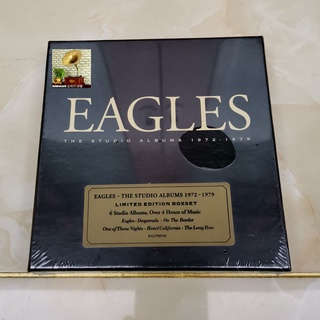 EAGLES
THE STUDIO ALBUMS 1972-1979
EAGLES - THE STUDIO ALBUMS 1972-1979
LIMITED EDITION BOXSET
6 Studio Albums, Over 4 Hours of Music
Eagles · Desperado · On The Border
One of These Nights · Hotel California · The Long Run